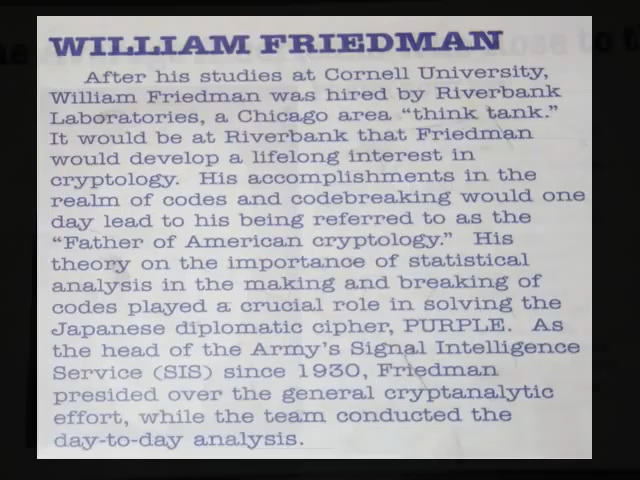 WILLIAM FRIEDMAN
After his studies at Cornell University,
William Friedman was hired by Riverbank
Laboratories, a Chicago area “think tank.”
It would be at Riverbank that Friedman
would develop a lifelong interest in
cryptology. His accomplishments in the
realm of codes and codebreaking would one
day lead to his being referred to as the
“Father of American cryptology.” His
theory on the importance of statistical
analysis in the making and breaking of
codes played a crucial role in solving the
Japanese diplomatic cipher, PURPLE. As
the head of the Army’s Signal Intelligence
Service (SIS) since 1930, Friedman
presided over the general cryptanalytic
effort, while the team conducted the
day-to-day analysis.